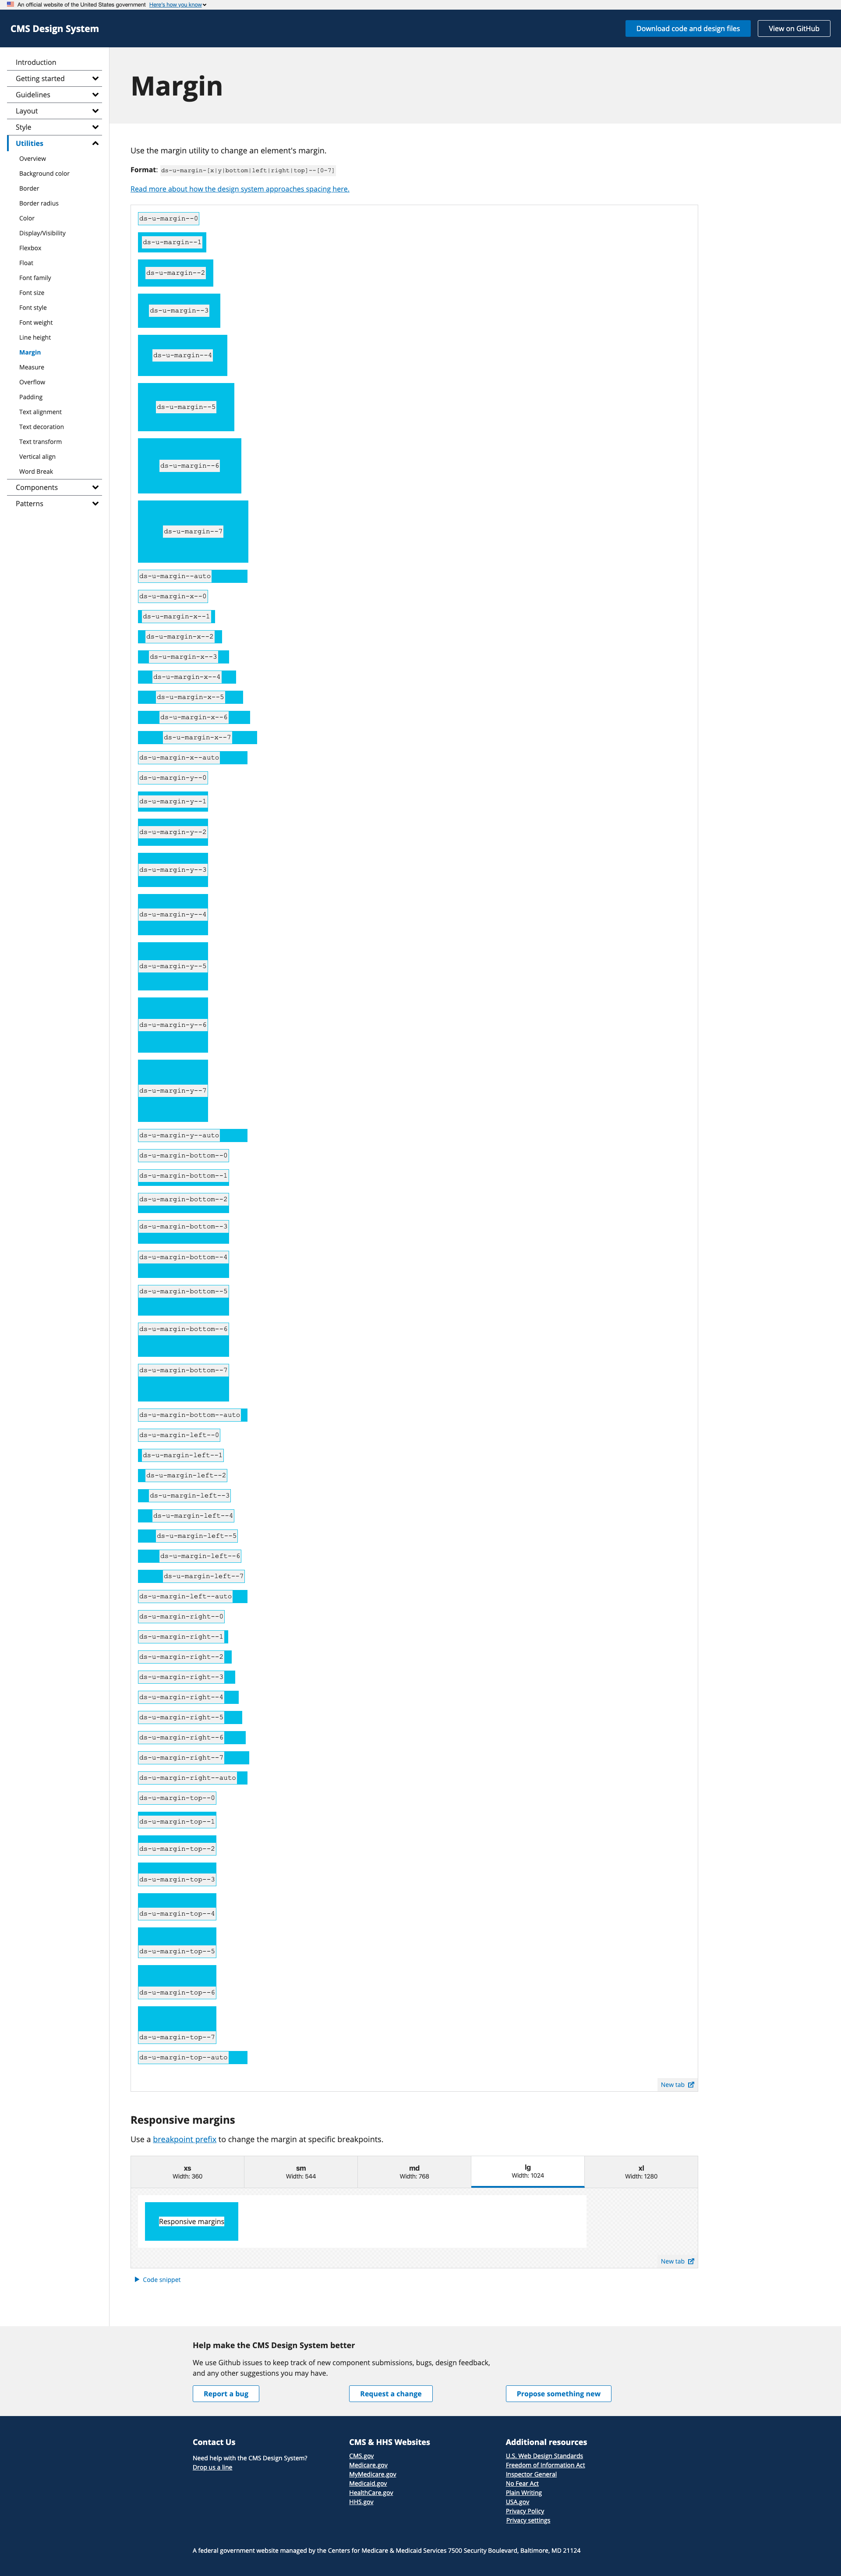 An official website of the United States government Here's how you know
CMS Design System
Download code and design files
View on GitHub
Introduction
Getting started
Guidelines
Layout
Style
Utilities
Overview
Background color
Border
Border radius
Color
Display/Visibility
Flexbox
Float
Font family
Font size
Font style
Font weight
Line height
Margin
Measure
Overflow
Padding
Text alignment
Text decoration
Text transform
Vertical align
Word Break
Components
Patterns
Margin
Use the margin utility to change an element's margin.
Format: ds-u-margin-[x|y|bottom|left|right|top]--[0-7]
Read more about how the design system approaches spacing here.
ds-u-margin--0
ds-u-margin--1
ds-u-margin--2
ds-u-margin--3
ds-u-margin--4
ds-u-margin--5
ds-u-margin--6
ds-u-margin--7
ds-u-margin--auto
ds-u-margin-x--0
ds-u-margin-x--1
ds-u-margin-x--2
ds-u-margin-x--3
ds-u-margin-x--4
ds-u-margin-x--5
ds-u-margin-x--6
ds-u-margin-x--7
ds-u-margin-x--auto
ds-u-margin-y--0
ds-u-margin-y--1
ds-u-margin-y--2
ds-u-margin-y--3
ds-u-margin-y--4
ds-u-margin-y--5
ds-u-margin-y--6
ds-u-margin-y--7
ds-u-margin-y--auto
ds-u-margin-bottom--0
ds-u-margin-bottom--1
ds-u-margin-bottom--2
ds-u-margin-bottom--3
ds-u-margin-bottom--4
ds-u-margin-bottom--5
ds-u-margin-bottom--6
ds-u-margin-bottom--7
ds-u-margin-bottom--auto
ds-u-margin-left--0
ds-u-margin-left--1
ds-u-margin-left--2
ds-u-margin-left--3
ds-u-margin-left--4
ds-u-margin-left--5
ds-u-margin-left--6
ds-u-margin-left--7
ds-u-margin-left--auto
ds-u-margin-right--0
ds-u-margin-right--1
ds-u-margin-right--2
ds-u-margin-right--3
ds-u-margin-right--4
ds-u-margin-right--5
ds-u-margin-right--6
ds-u-margin-right--7
ds-u-margin-right--auto
ds-u-margin-top--0
ds-u-margin-top--1
ds-u-margin-top--2
ds-u-margin-top--3
ds-u-margin-top--4
ds-u-margin-top--5
ds-u-margin-top--6
ds-u-margin-top--7
ds-u-margin-top--auto
New tab
Responsive margins
Use a breakpoint prefix to change the margin at specific breakpoints.
xs
Width: 360
sm
Width: 544
md
Width: 768
lg
Width: 1024
xl
Width: 1280
Responsive margins
New tab
Code snippet
Help make the CMS Design System better
We use Github issues to keep track of new component submissions, bugs, design feedback,
and any other suggestions you may have.
Report a bug
Request a change
Propose something new
Contact Us
Need help with the CMS Design System?
Drop us a line
CMS & HHS Websites
CMS.gov
Medicare.gov
MyMedicare.gov
Medicaid.gov
HealthCare.gov
HHS.gov
Additional resources
U.S. Web Design Standards
Freedom of Information Act
Inspector General
No Fear Act
Plain Writing
USA.gov
Privacy Policy
Privacy settings
A federal government website managed by the Centers for Medicare & Medicaid Services 7500 Security Boulevard, Baltimore, MD 21124